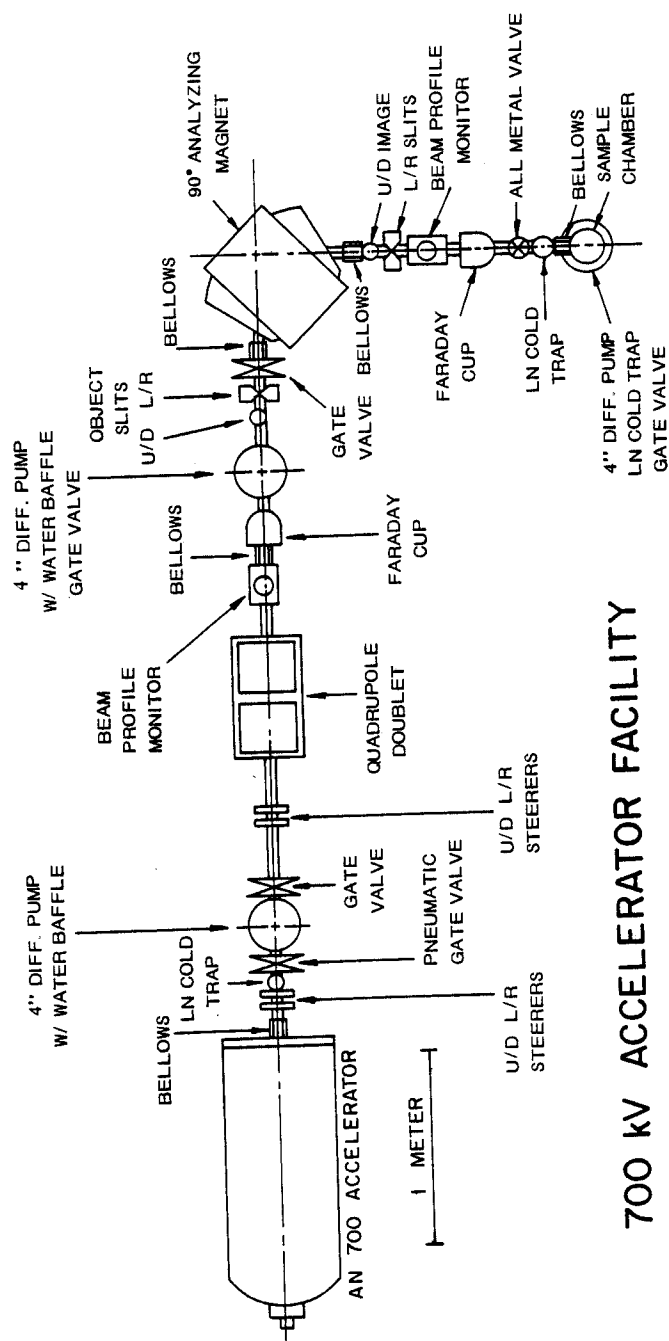 4" DIFF. PUMP
W/ WATER BAFFLE
LN COLD
TRAP
BELLOWS
AN 700 ACCELERATOR
1 METER
U/D L/R
STEERERS
PNEUMATIC
GATE VALVE
GATE
VALVE
U/D L/R
STEERERS
BEAM
PROFILE
MONITOR
QUADRUPOLE
DOUBLET
4" DIFF. PUMP
W/ WATER BAFFLE
GATE VALVE
BELLOWS
FARADAY
CUP
OBJECT
SLITS
U/D L/R
GATE
VALVE
BELLOWS
90° ANALYZING
MAGNET
BELLOWS
U/D IMAGE
L/R SLITS
BEAM PROFILE
MONITOR
FARADAY
CUP
ALL METAL VALVE
LN COLD
TRAP
BELLOWS
SAMPLE
CHAMBER
4" DIFF. PUMP
LN COLD TRAP
GATE VALVE
700 kV ACCELERATOR FACILITY